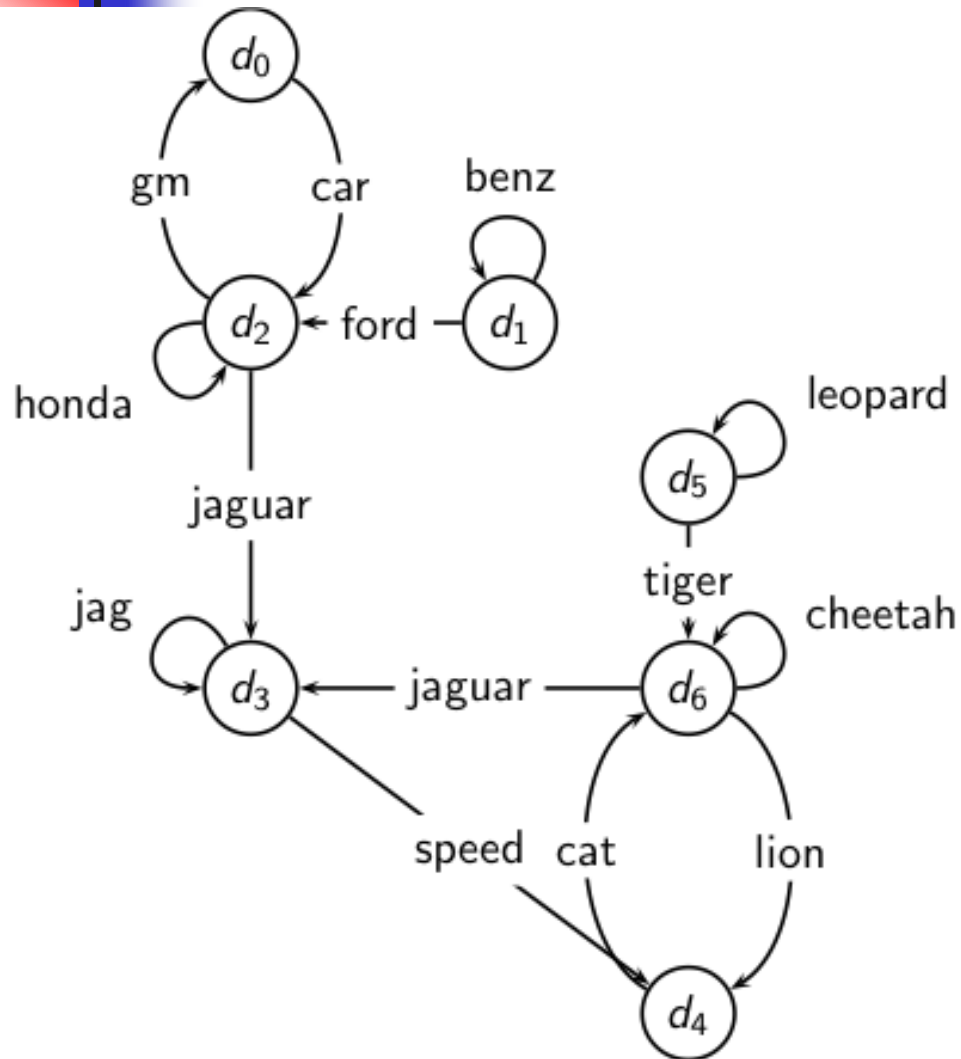 d0
gm
car
benz
d2
ford
d1
honda
leopard
d5
jaguar
tiger
jag
cheetah
d3
jaguar
d6
speed
cat
lion
d4